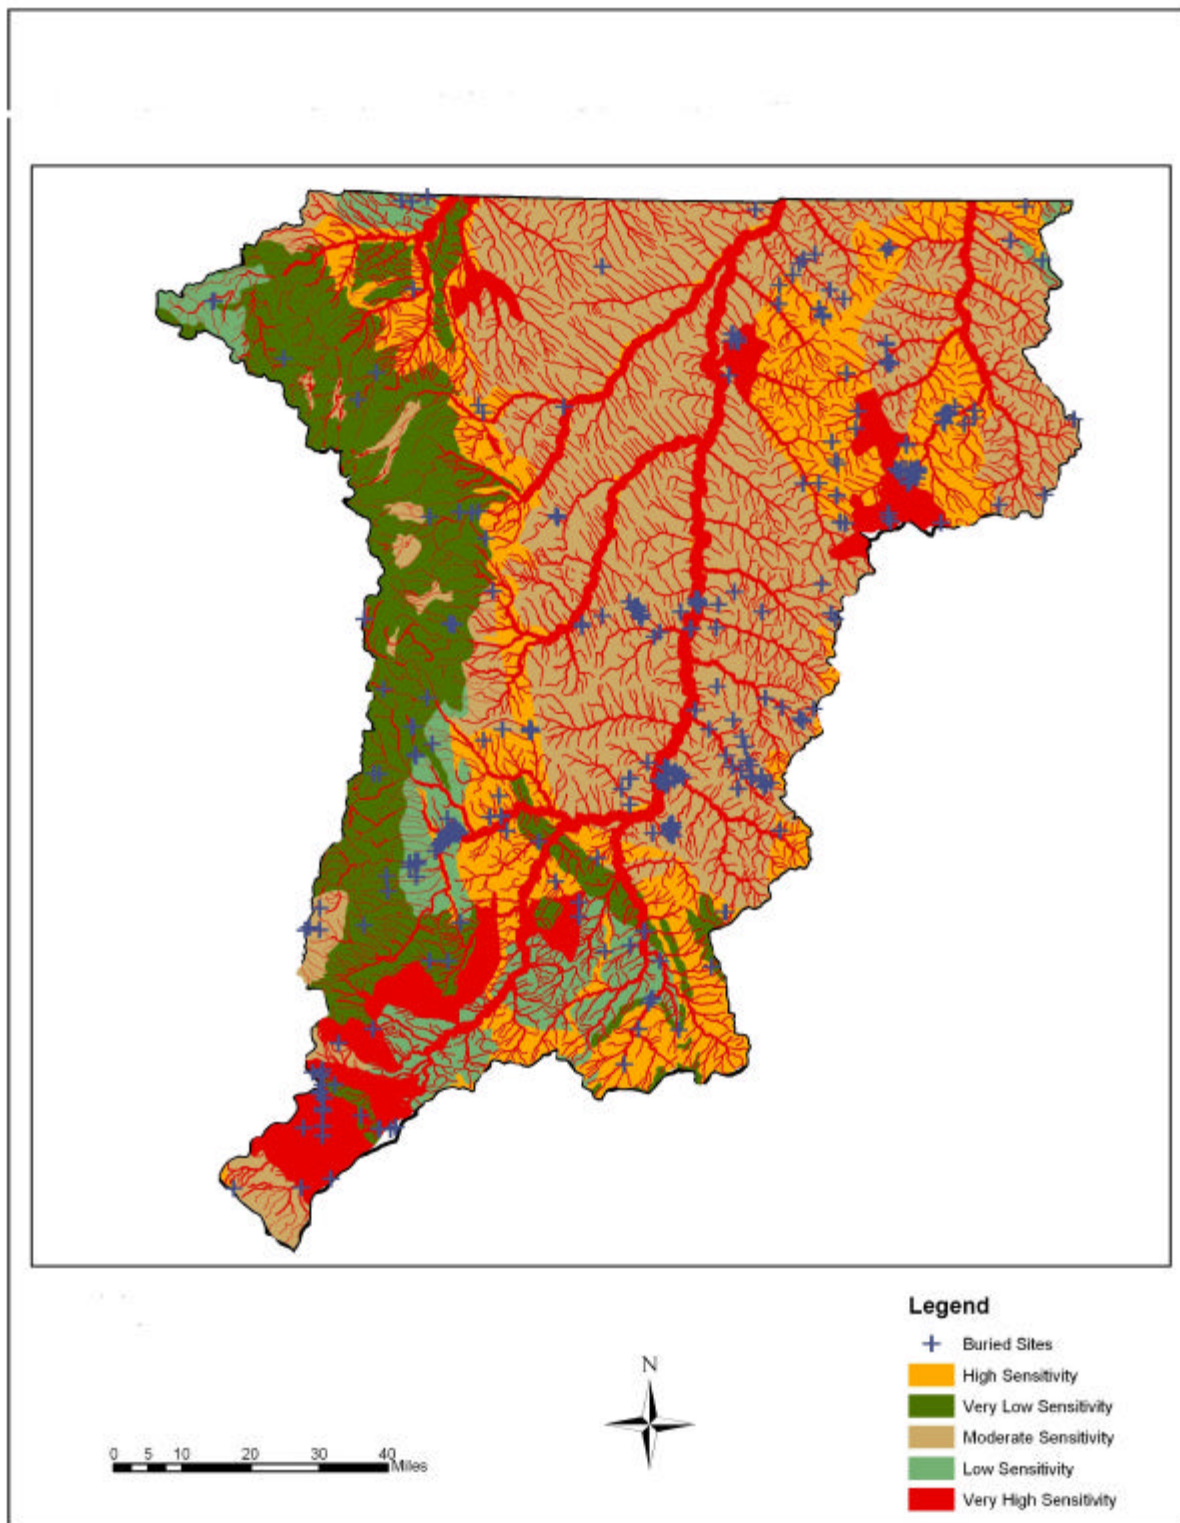 N
0 5 10 20 30 40
Miles
Legend
Buried Sites
High Sensitivity
Very Low Sensitivity
Moderate Sensitivity
Low Sensitivity
Very High Sensitivity